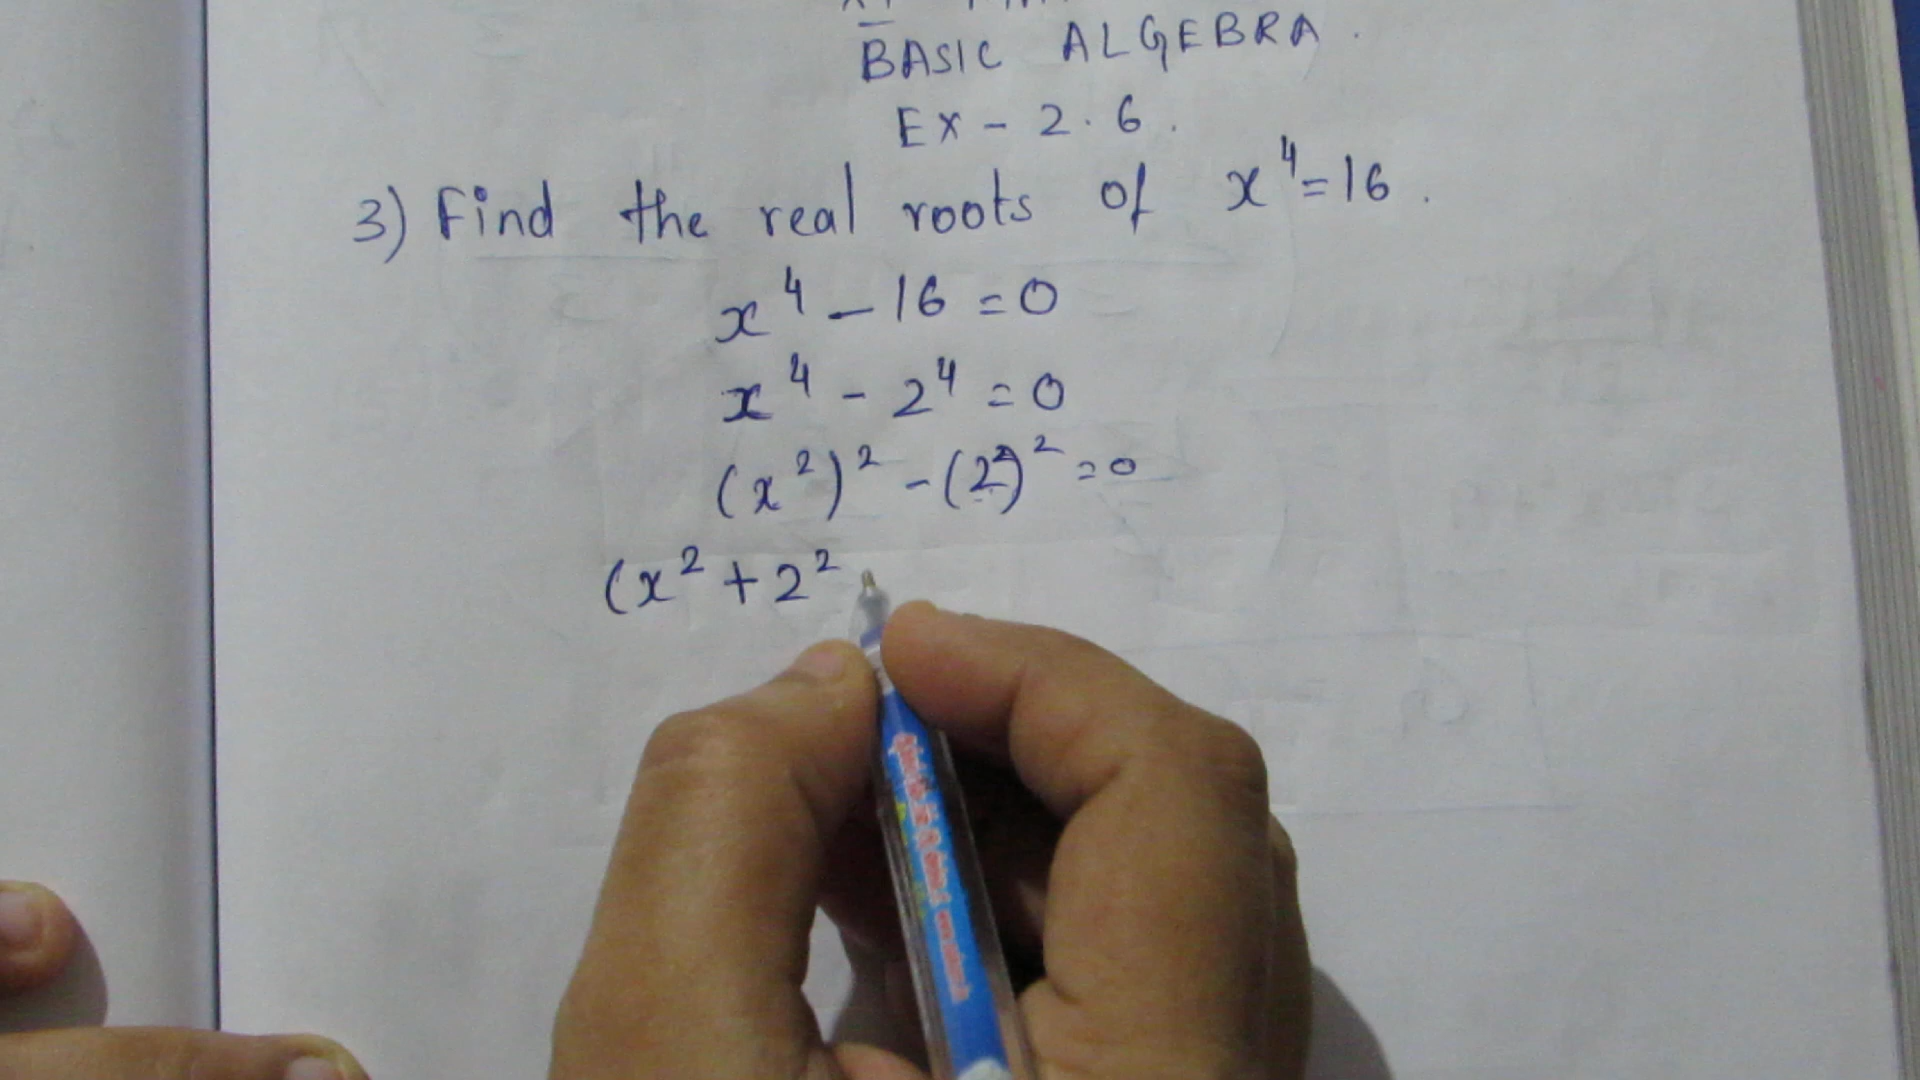 BASIC ALGEBRA.
EX - 2.6.
3) Find the real roots of x⁴=16.
x⁴ - 16 = 0
x⁴ - 2⁴ = 0
(x²)² - (2²)² = 0
(x² + 2²